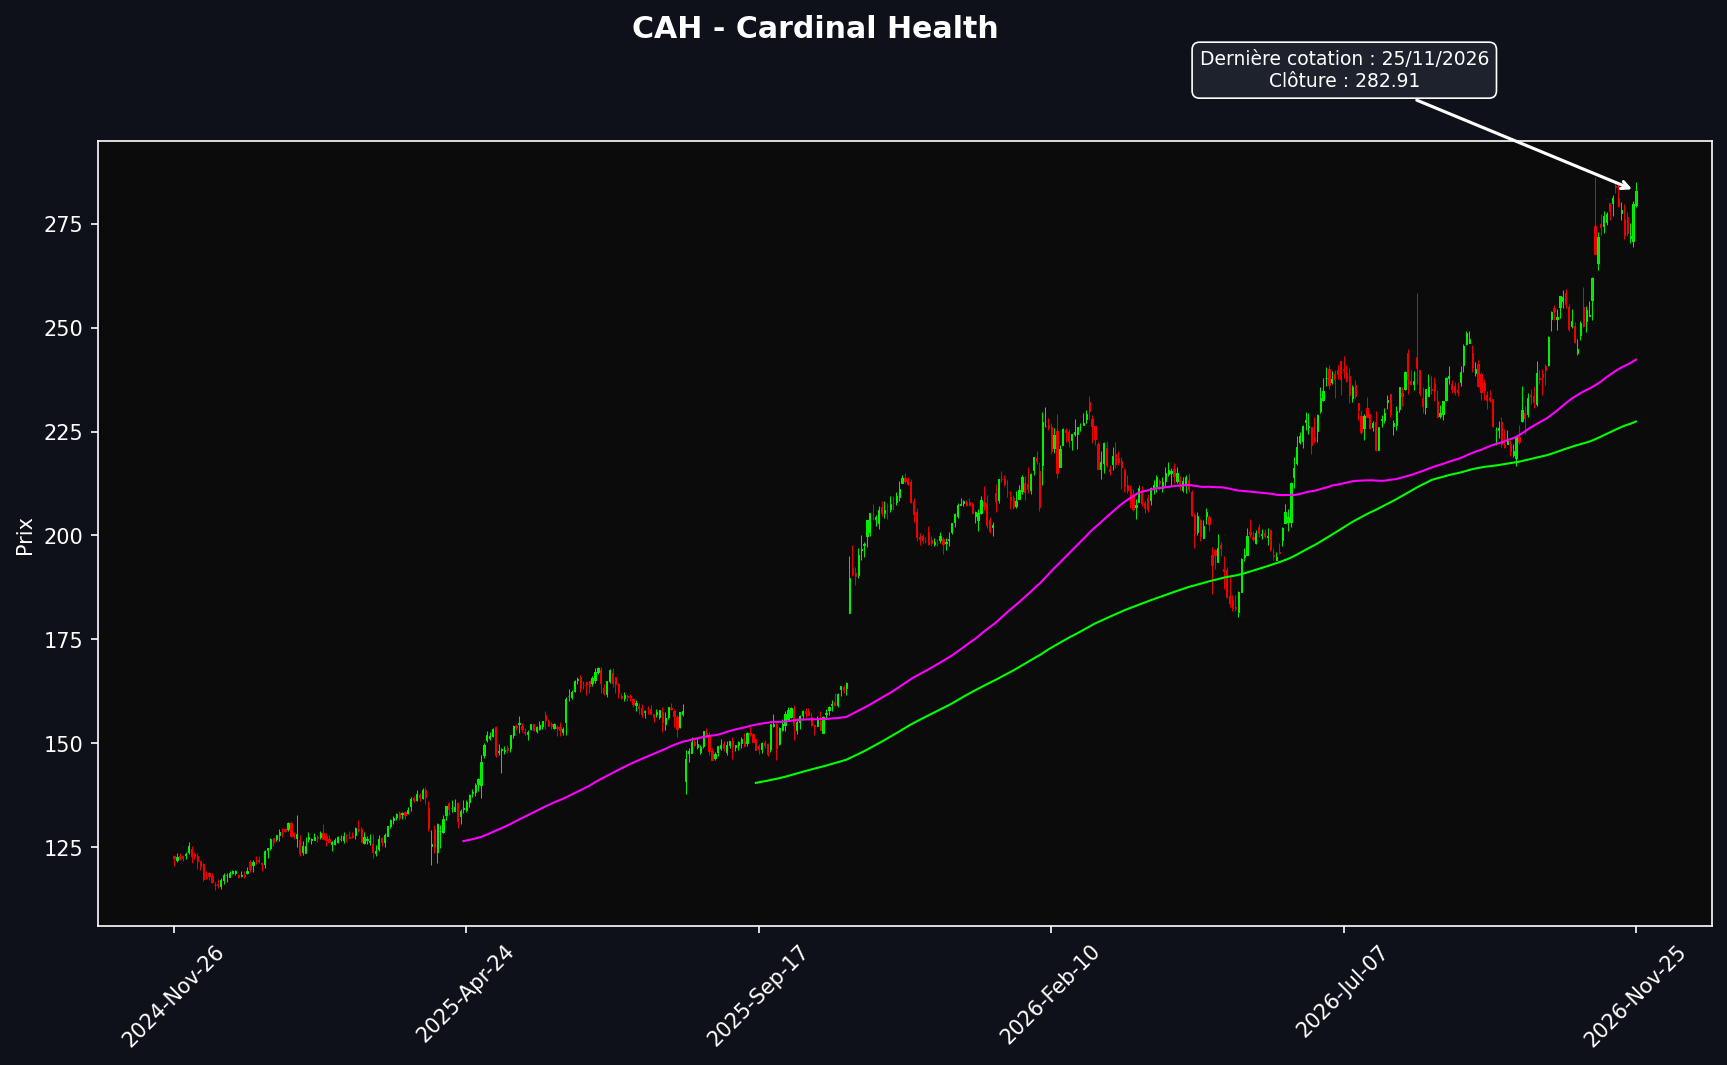 CAH - Cardinal Health
Dernière cotation : 25/11/2026
Clôture : 282.91
Prix
275
250
225
200
175
150
125
2024-Nov-26
2025-Apr-24
2025-Sep-17
2026-Feb-10
2026-Jul-07
2026-Nov-25